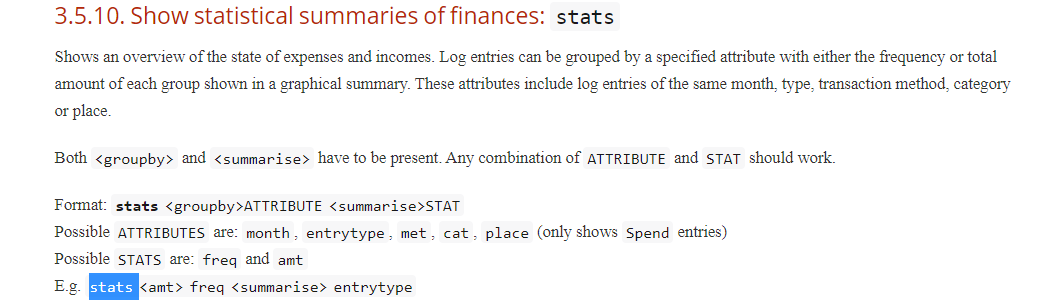 3.5.10. Show statistical summaries of finances: stats
Shows an overview of the state of expenses and incomes. Log entries can be grouped by a specified attribute with either the frequency or total
amount of each group shown in a graphical summary. These attributes include log entries of the same month, type, transaction method, category
or place.
Both <groupby> and <summarise> have to be present. Any combination of ATTRIBUTE and STAT should work.
Format: stats <groupby>ATTRIBUTE <summarise>STAT
Possible ATTRIBUTES are: month, entrytype, met, cat, place (only shows Spend entries)
Possible STATS are: freq and amt
E.g. stats <amt> freq <summarise> entrytype